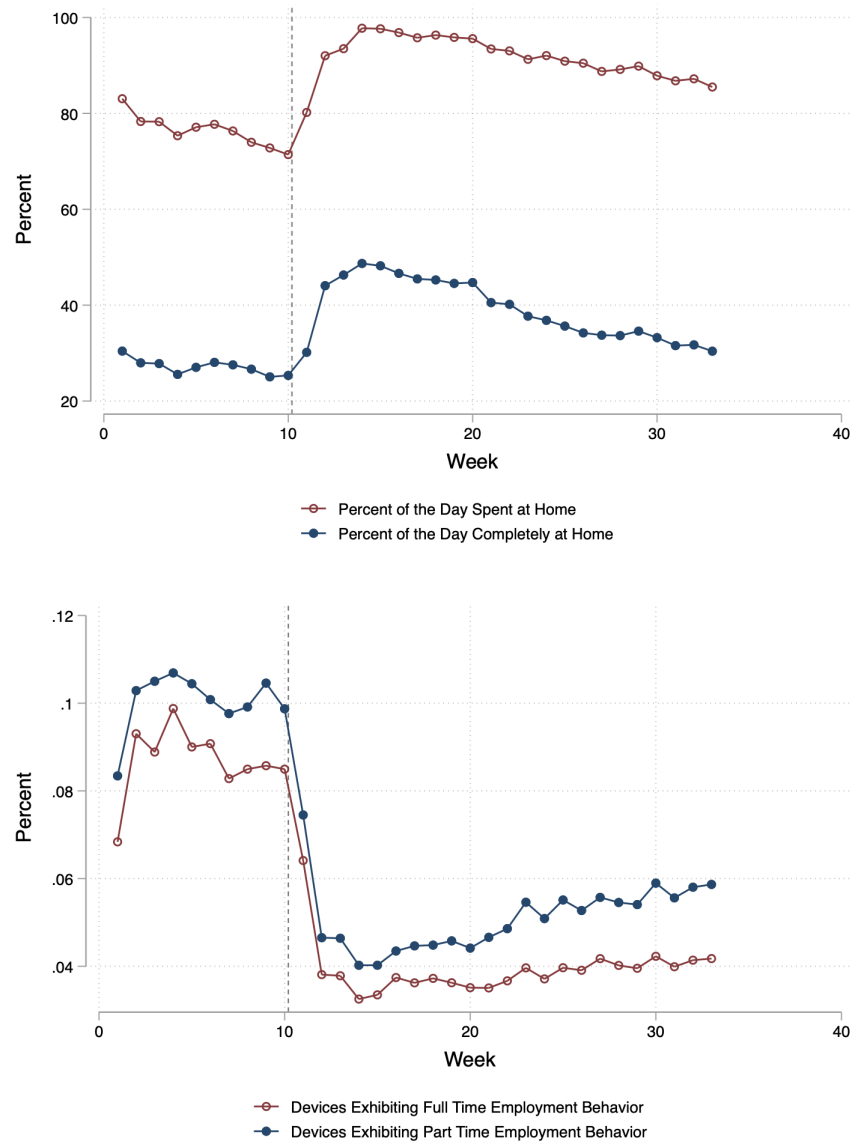 100
80
60
40
20
Percent
0 10 20 30 40
Week
Percent of the Day Spent at Home
Percent of the Day Completely at Home
.12
.1
.08
.06
.04
Percent
0 10 20 30 40
Week
Devices Exhibiting Full Time Employment Behavior
Devices Exhibiting Part Time Employment Behavior